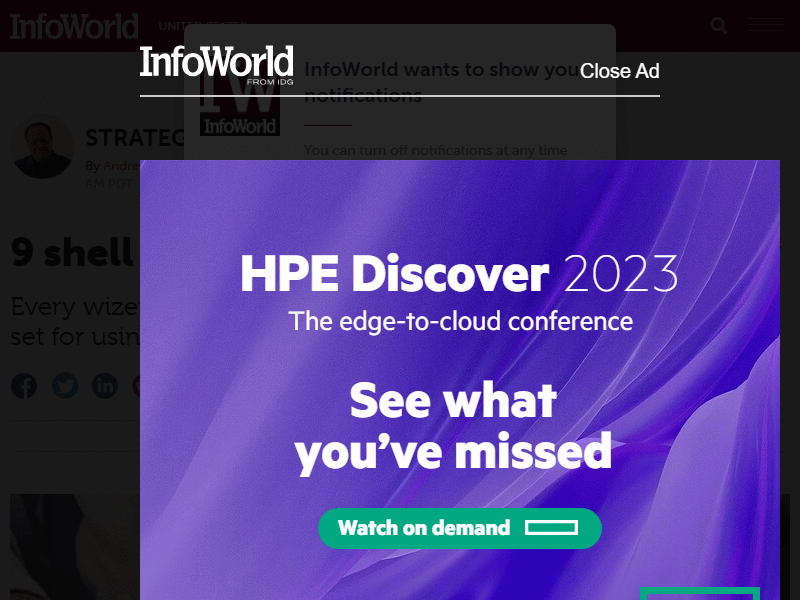 InfoWorld
UNITED STATES
InfoWorld
FROM IDG
Close Ad
InfoWorld wants to show you
notifications
IW
InfoWorld
You can turn off notifications at any time
STRATEG
By Andre
AM PDT
9 shell
Every wize
set for usin
HPE Discover 2023
The edge-to-cloud conference
See what
you've missed
Watch on demand